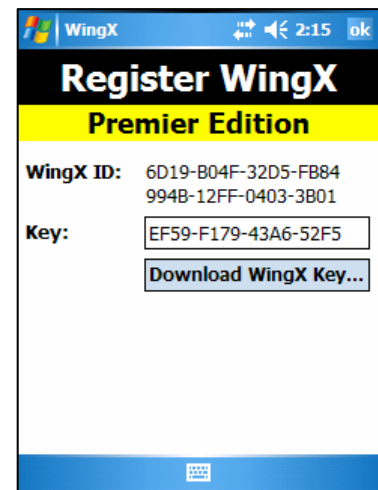 WingX 2:15 ok
Register WingX
Premier Edition
WingX ID: 6D19-B04F-32D5-FB84
994B-12FF-0403-3B01
Key: EF59-F179-43A6-52F5
Download WingX Key...